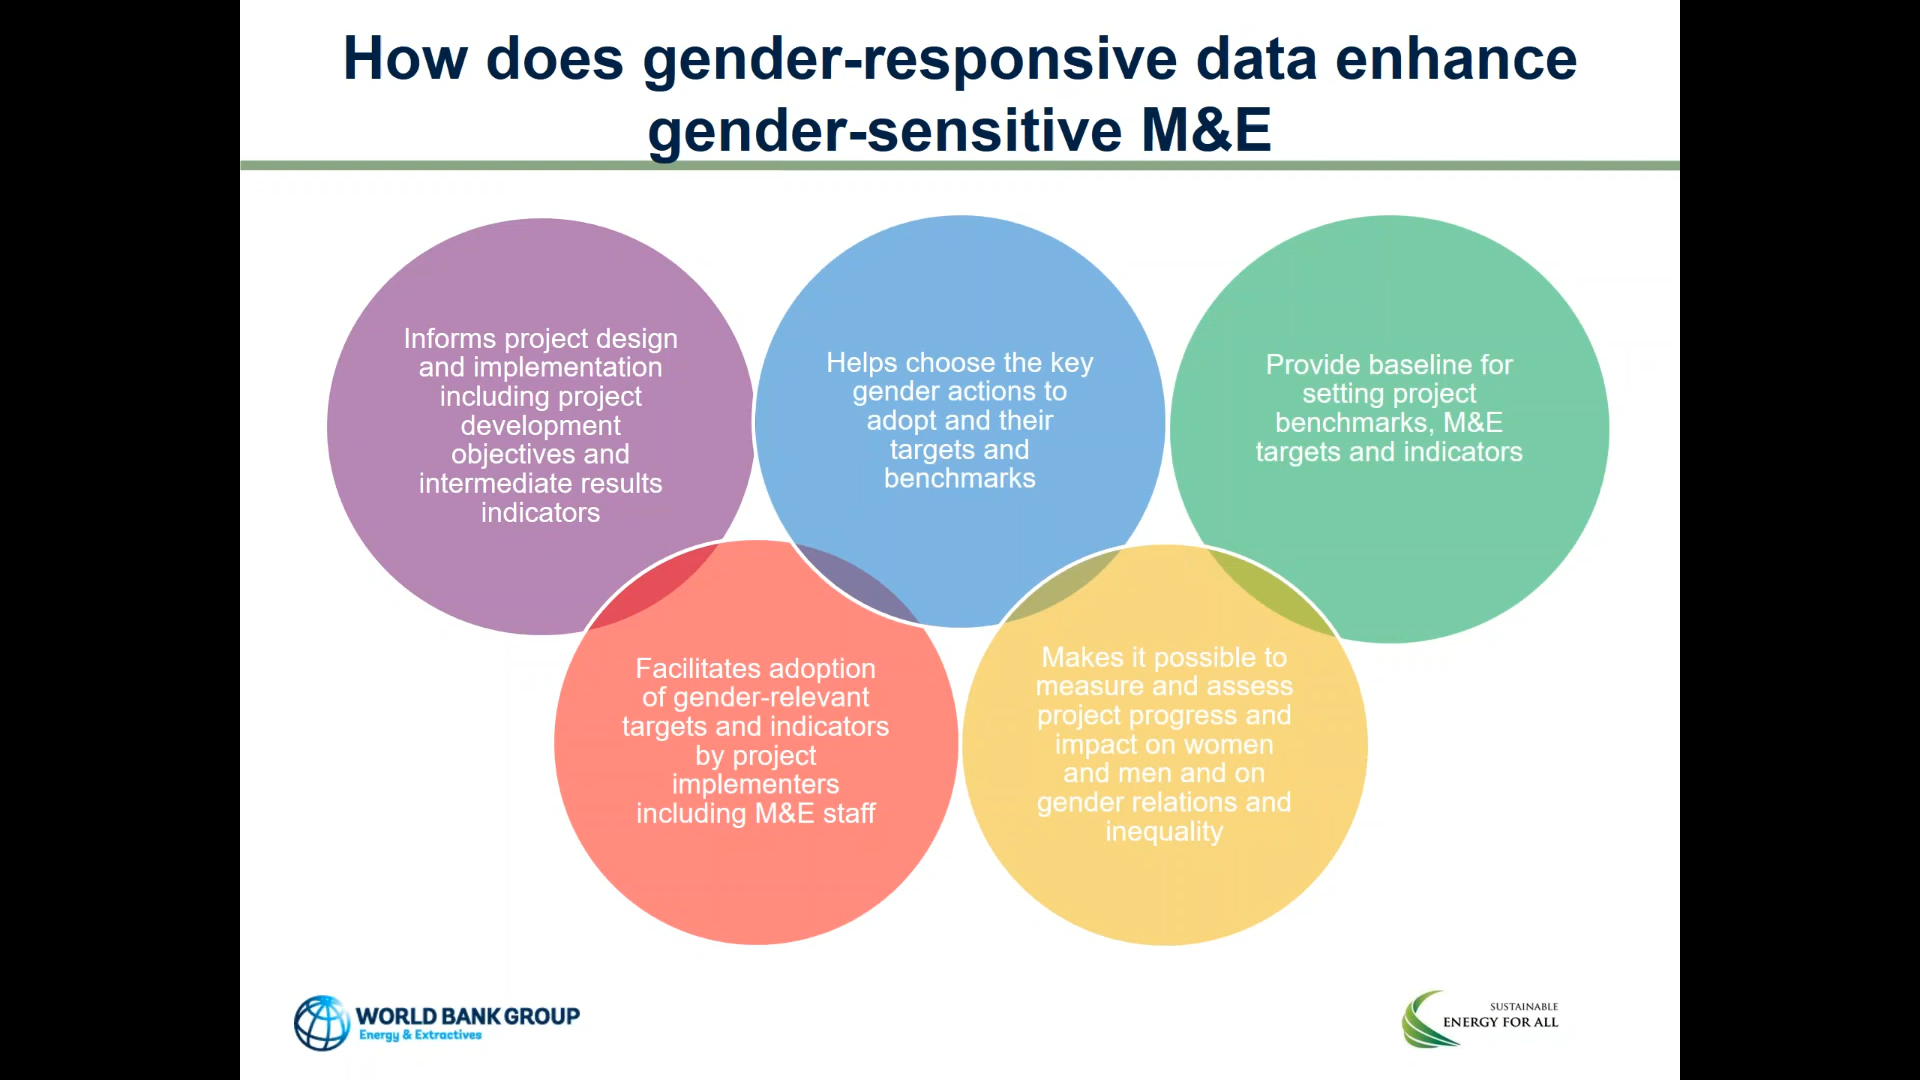 How does gender-responsive data enhance
gender-sensitive M&E
Informs project design
and implementation
including project
development
objectives and
intermediate results
indicators
Helps choose the key
gender actions to
adopt and their
targets and
benchmarks
Provide baseline for
setting project
benchmarks, M&E
targets and indicators
Facilitates adoption
of gender-relevant
targets and indicators
by project
implementers
including M&E staff
Makes it possible to
measure and assess
project progress and
impact on women
and men and on
gender relations and
inequality
WORLD BANK GROUP
Energy & Extractives
SUSTAINABLE
ENERGY FOR ALL